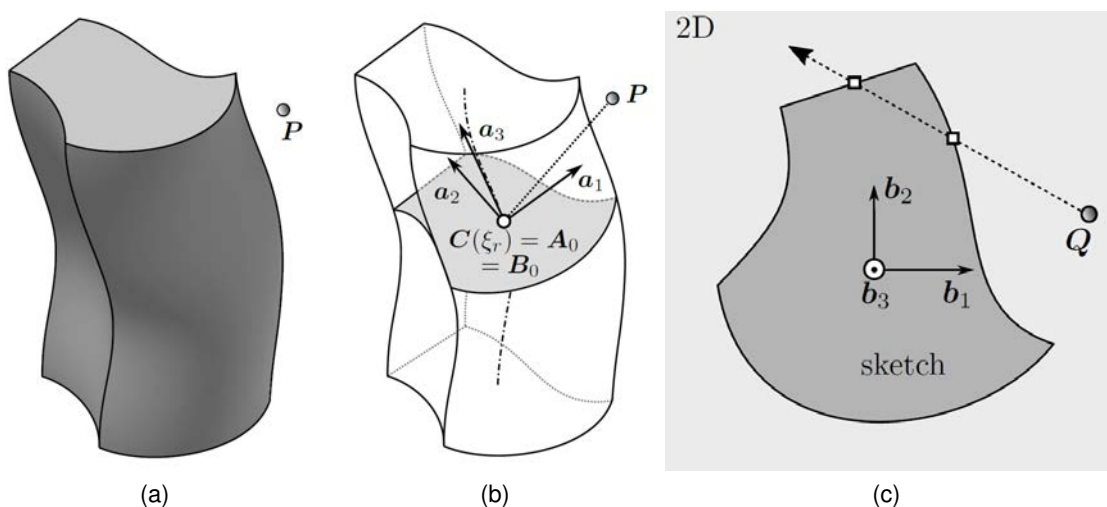 P
(a)
P
a₃
a₂
a₁
C(ξᵣ) = A₀
= B₀
(b)
2D
b₂
Q
b₃
b₁
sketch
(c)